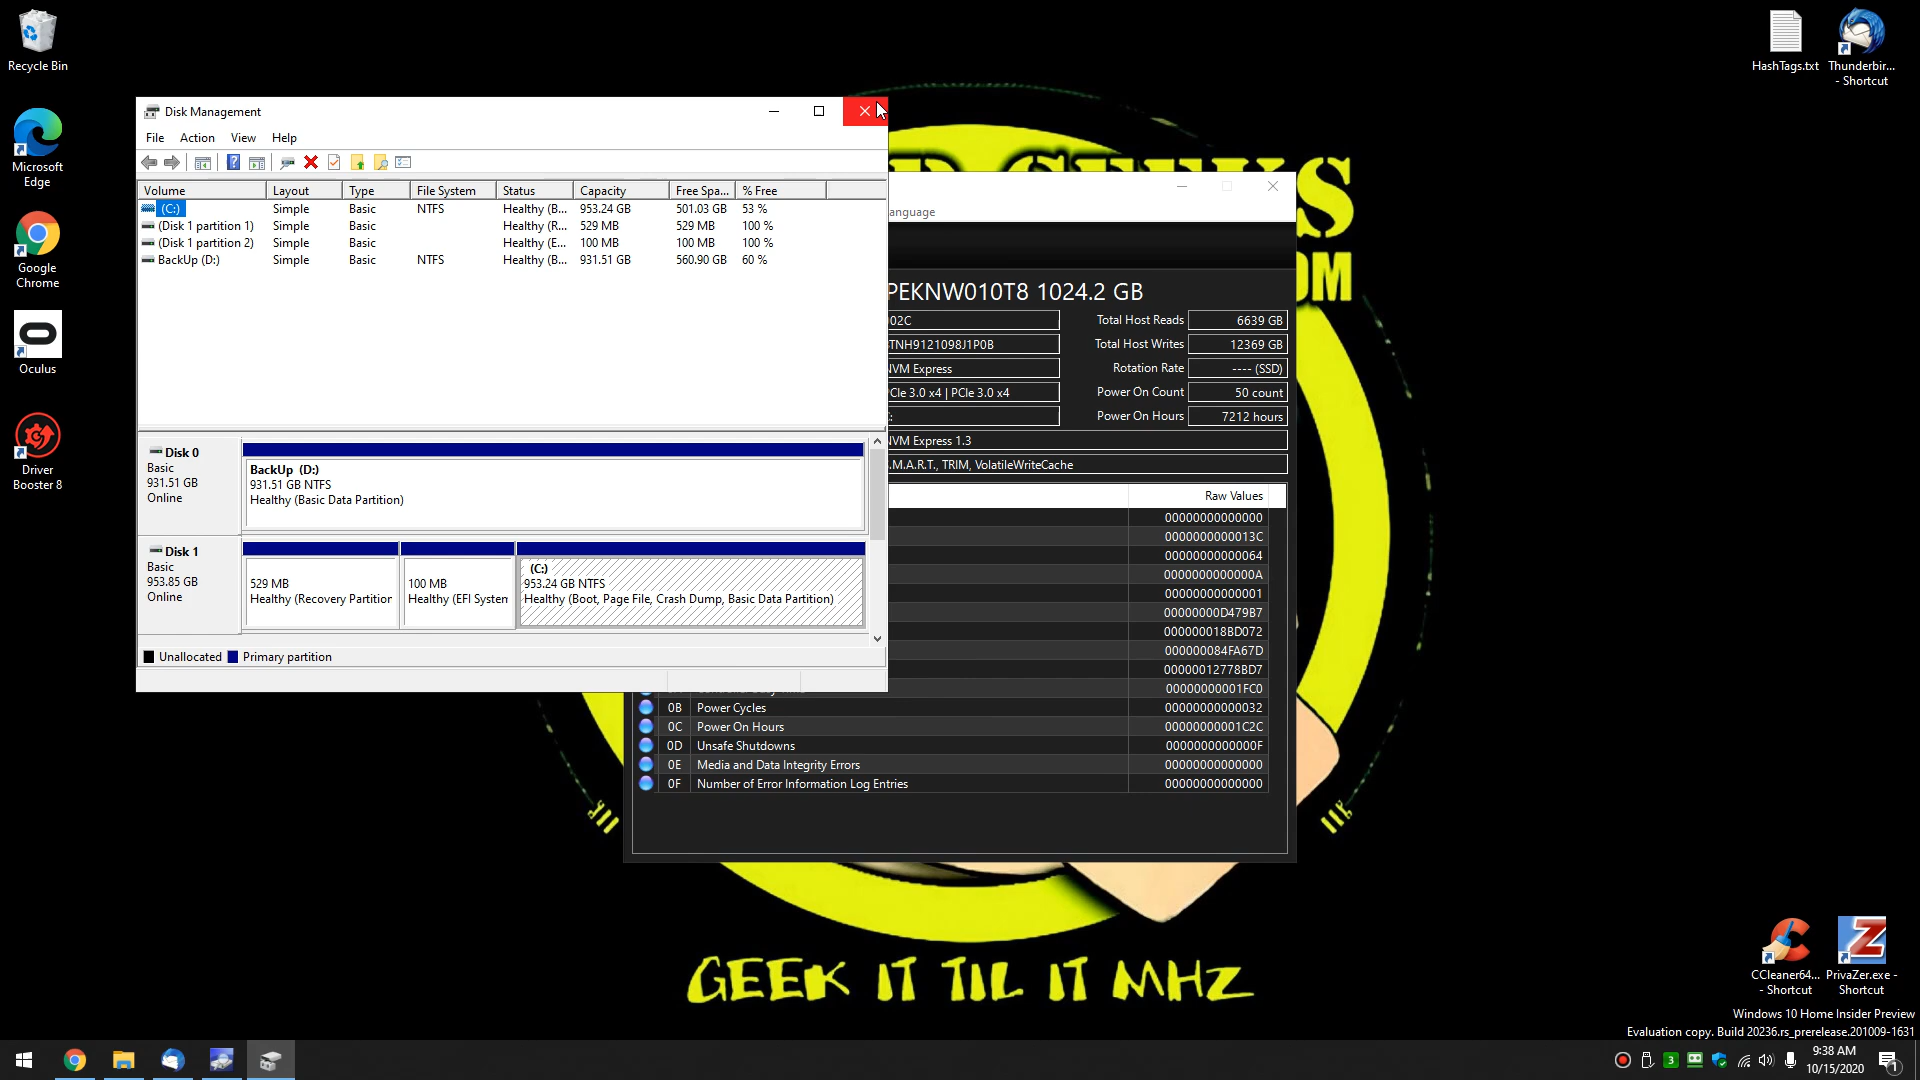 Recycle Bin
Microsoft
Edge
Google
Chrome
Oculus
Driver
Booster 8
HashTags.txt
Thunderbir...
- Shortcut
Disk Management
File Action View Help
Volume Layout Type File System Status Capacity Free Spa... % Free
(C:) Simple Basic NTFS Healthy (B... 953.24 GB 501.03 GB 53 %
(Disk 1 partition 1) Simple Basic Healthy (R... 529 MB 529 MB 100 %
(Disk 1 partition 2) Simple Basic Healthy (E... 100 MB 100 MB 100 %
BackUp (D:) Simple Basic NTFS Healthy (B... 931.51 GB 560.90 GB 60 %
Disk 0
Basic
931.51 GB
Online
BackUp (D:)
931.51 GB NTFS
Healthy (Basic Data Partition)
Disk 1
Basic
953.85 GB
Online
529 MB
Healthy (Recovery Partition
100 MB
Healthy (EFI System
(C:)
953.24 GB NTFS
Healthy (Boot, Page File, Crash Dump, Basic Data Partition)
Unallocated Primary partition
anguage
PEKNW010T8 1024.2 GB
02C Total Host Reads 6639 GB
TNH9121098J1P0B Total Host Writes 12369 GB
NVM Express Rotation Rate ---- (SSD)
PCIe 3.0 x4 | PCIe 3.0 x4 Power On Count 50 count
Power On Hours 7212 hours
NVM Express 1.3
.M.A.R.T., TRIM, VolatileWriteCache
Raw Values
00000000000000
0000000000013C
00000000000064
0000000000000A
00000000000001
00000000D479B7
000000018BD072
000000084FA67D
00000012778BD7
00000000001FC0
0B Power Cycles 00000000000032
0C Power On Hours 00000000001C2C
0D Unsafe Shutdowns 0000000000000F
0E Media and Data Integrity Errors 00000000000000
0F Number of Error Information Log Entries 00000000000000
GEEKS
OM
GEEK IT TIL IT MHZ
CCleaner64...
- Shortcut
PrivaZer.exe -
Shortcut
Windows 10 Home Insider Preview
Evaluation copy. Build 20236.rs_prerelease.201009-1631
3
9:38 AM
10/15/2020
1